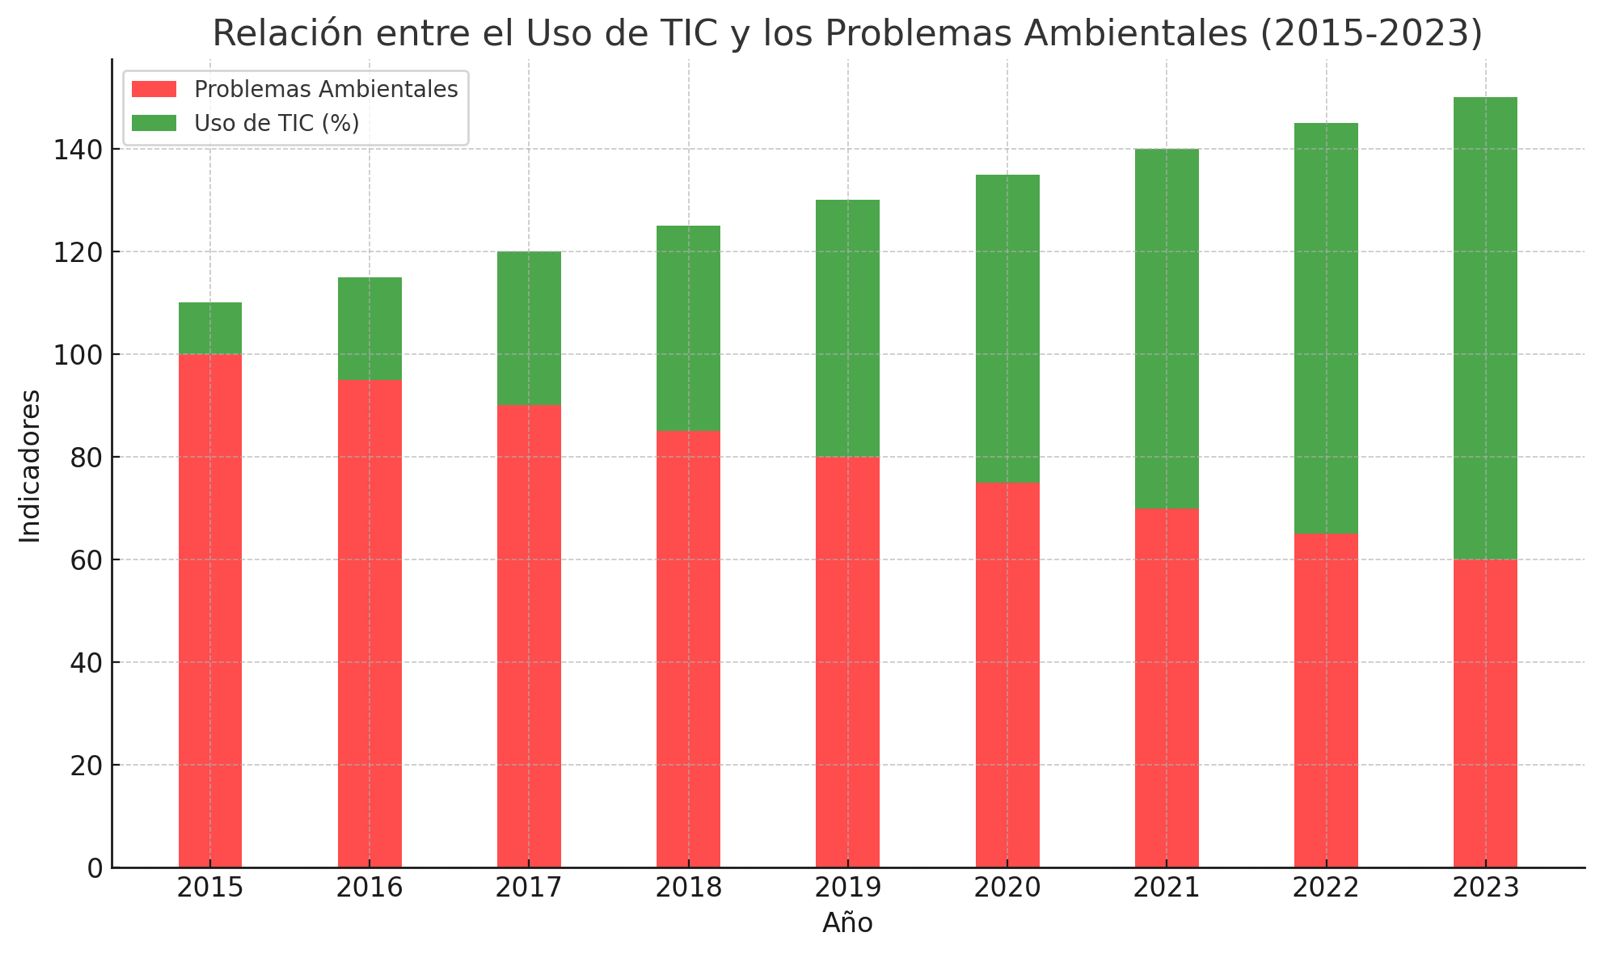 Relación entre el Uso de TIC y los Problemas Ambientales (2015-2023)
Problemas Ambientales
Uso de TIC (%)
140
120
100
80
60
40
20
0
Indicadores
2015 2016 2017 2018 2019 2020 2021 2022 2023
Año